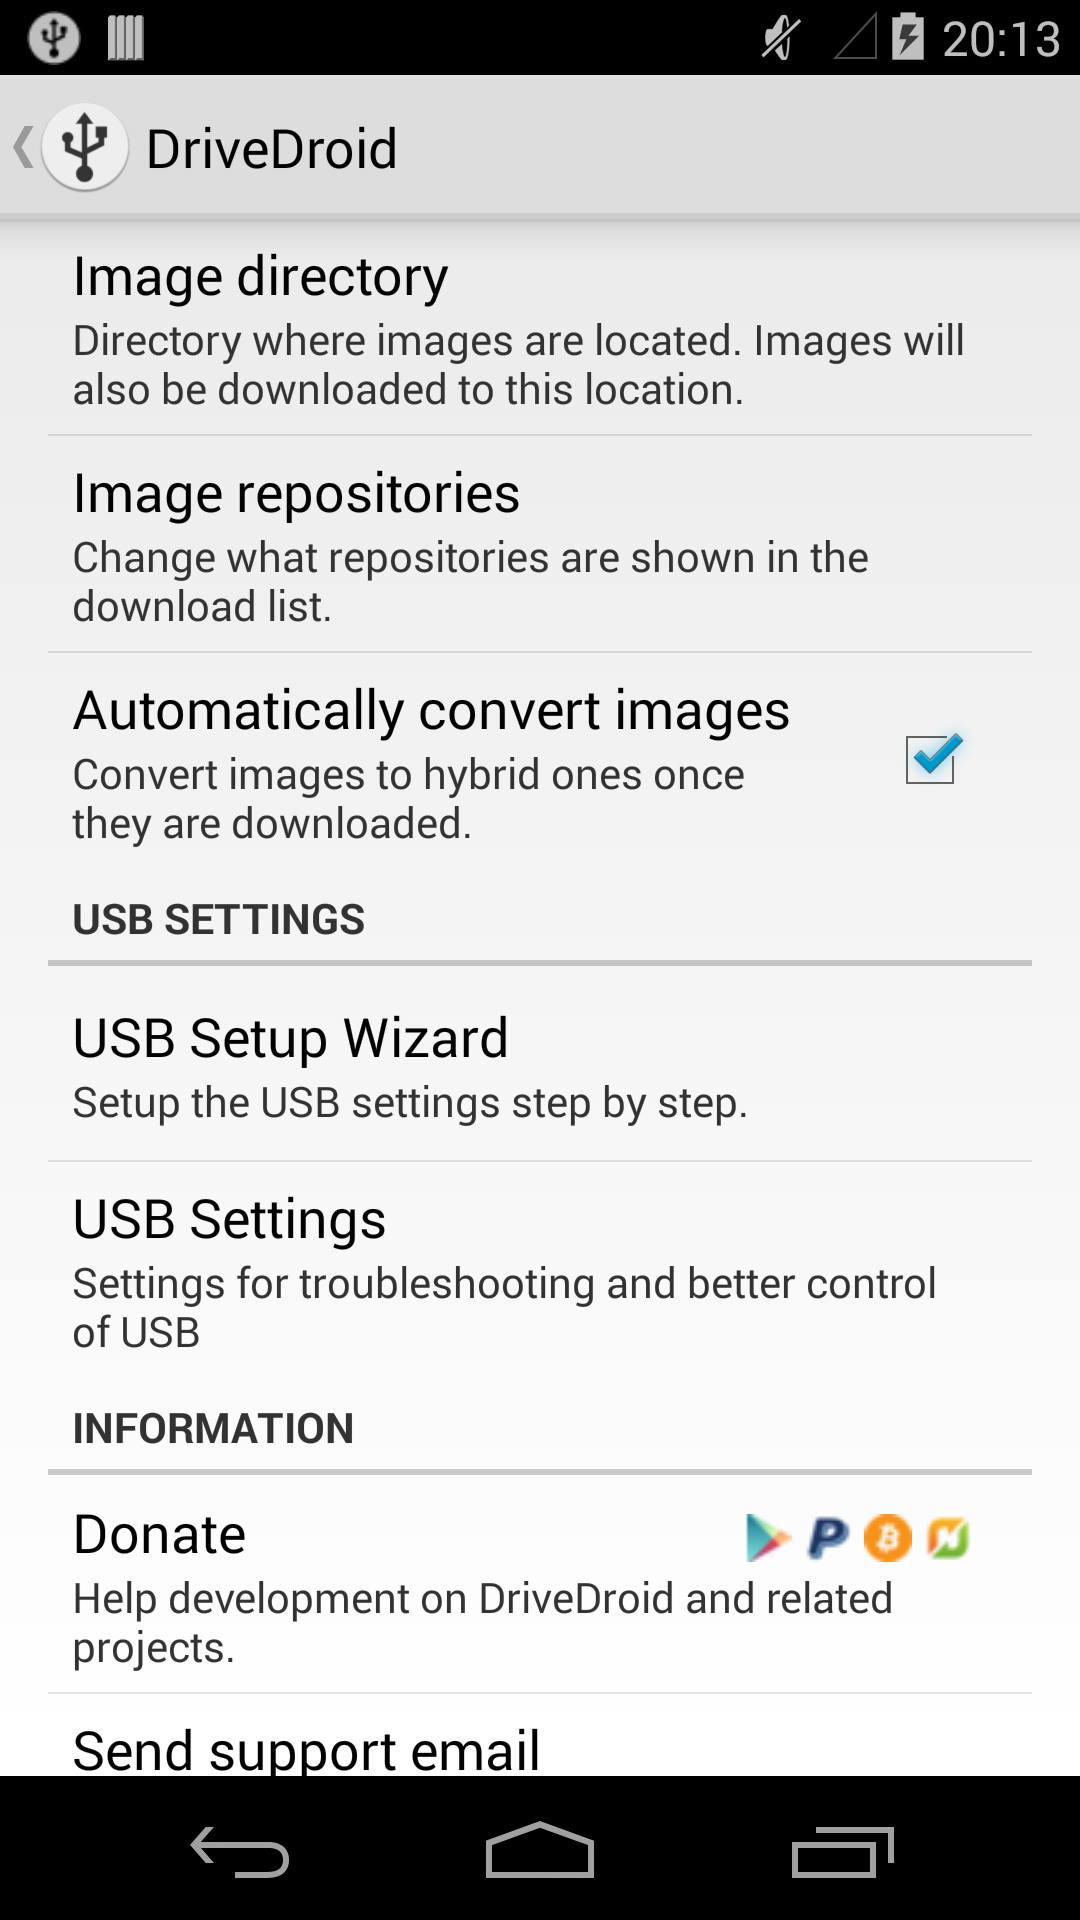 20:13
DriveDroid
Image directory
Directory where images are located. Images will
also be downloaded to this location.
Image repositories
Change what repositories are shown in the
download list.
Automatically convert images
Convert images to hybrid ones once
they are downloaded.
USB SETTINGS
USB Setup Wizard
Setup the USB settings step by step.
USB Settings
Settings for troubleshooting and better control
of USB
INFORMATION
Donate
Help development on DriveDroid and related
projects.
Send support email